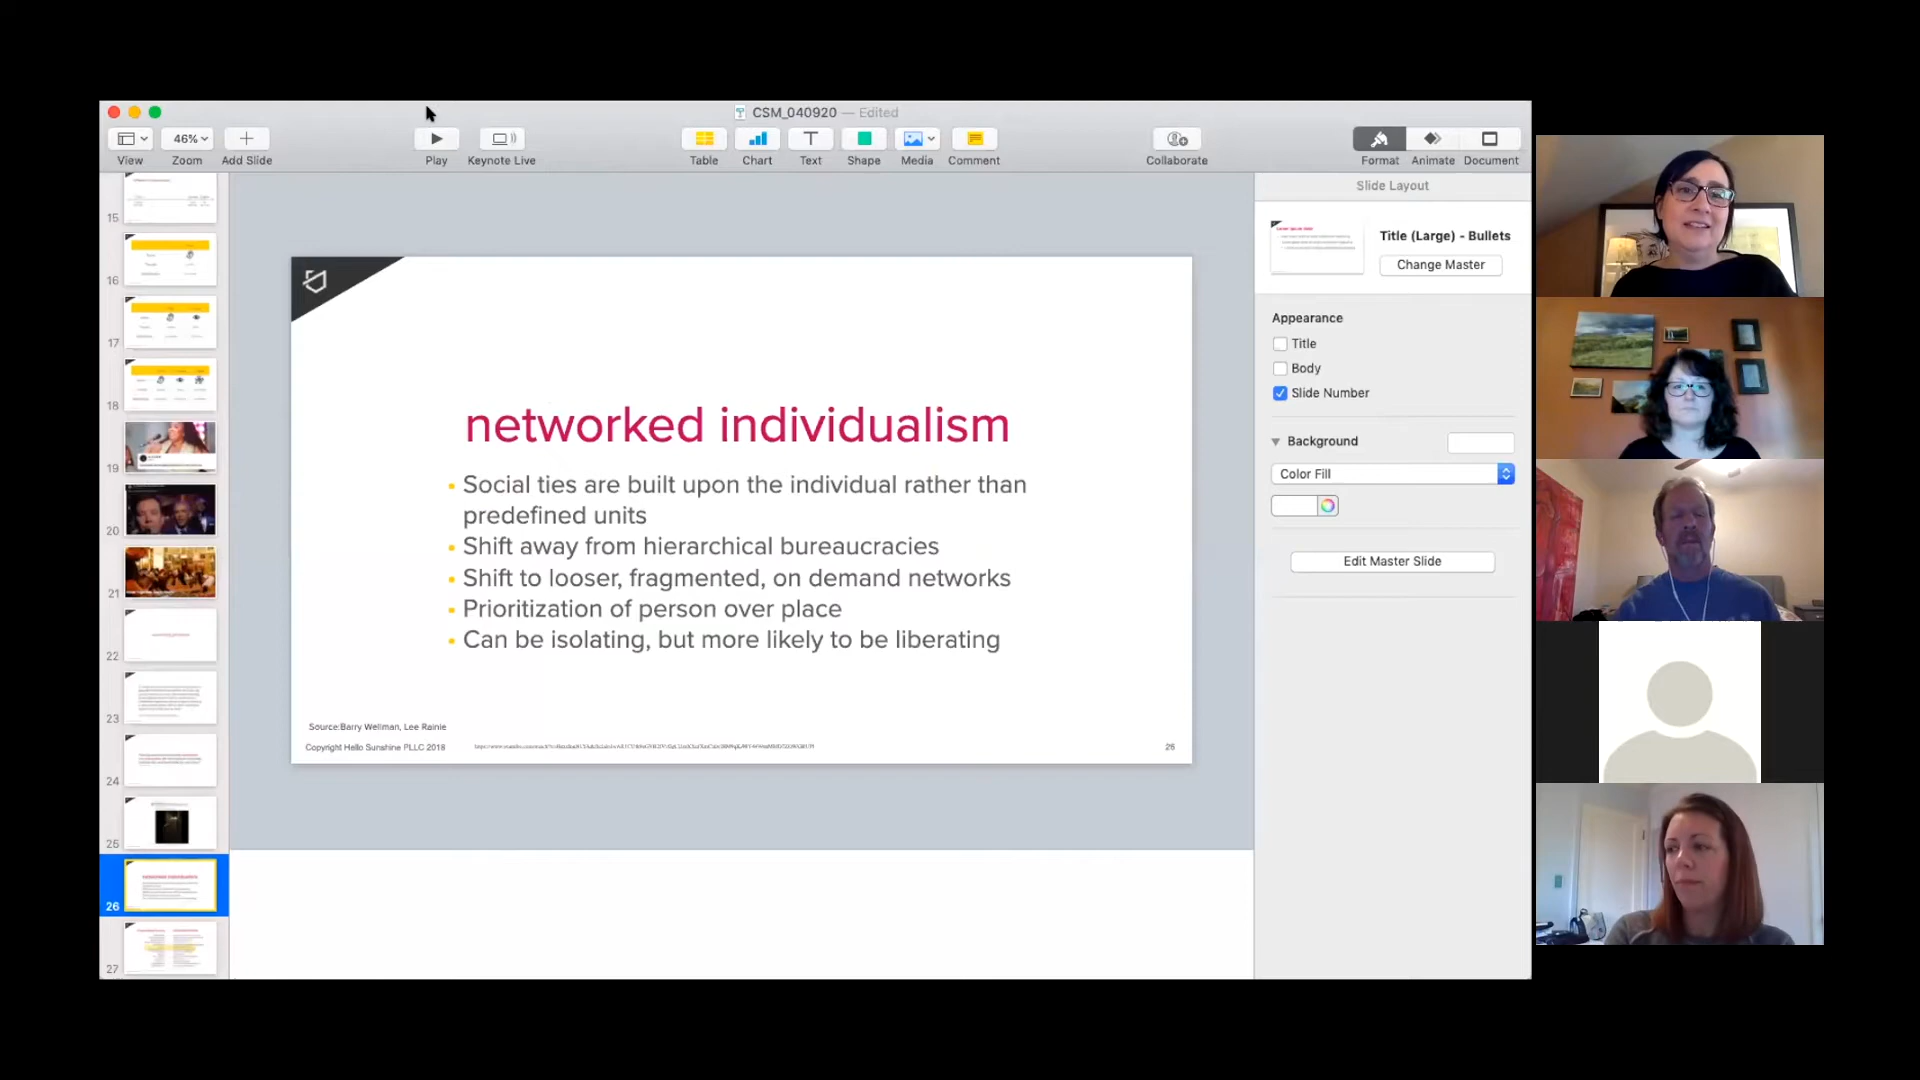 CSM_040920 — Edited
46%
View
Zoom
Add Slide
Play
Keynote Live
Table
Chart
Text
Shape
Media
Comment
Collaborate
Format
Animate
Document
15
16
17
18
19
20
21
22
23
24
25
26
27
networked individualism
Social ties are built upon the individual rather than
predefined units
Shift away from hierarchical bureaucracies
Shift to looser, fragmented, on demand networks
Prioritization of person over place
Can be isolating, but more likely to be liberating
Source:Barry Wellman, Lee Rainie
Copyright Hello Sunshine PLLC 2018
26
Slide Layout
Title (Large) - Bullets
Change Master
Appearance
Title
Body
Slide Number
Background
Color Fill
Edit Master Slide